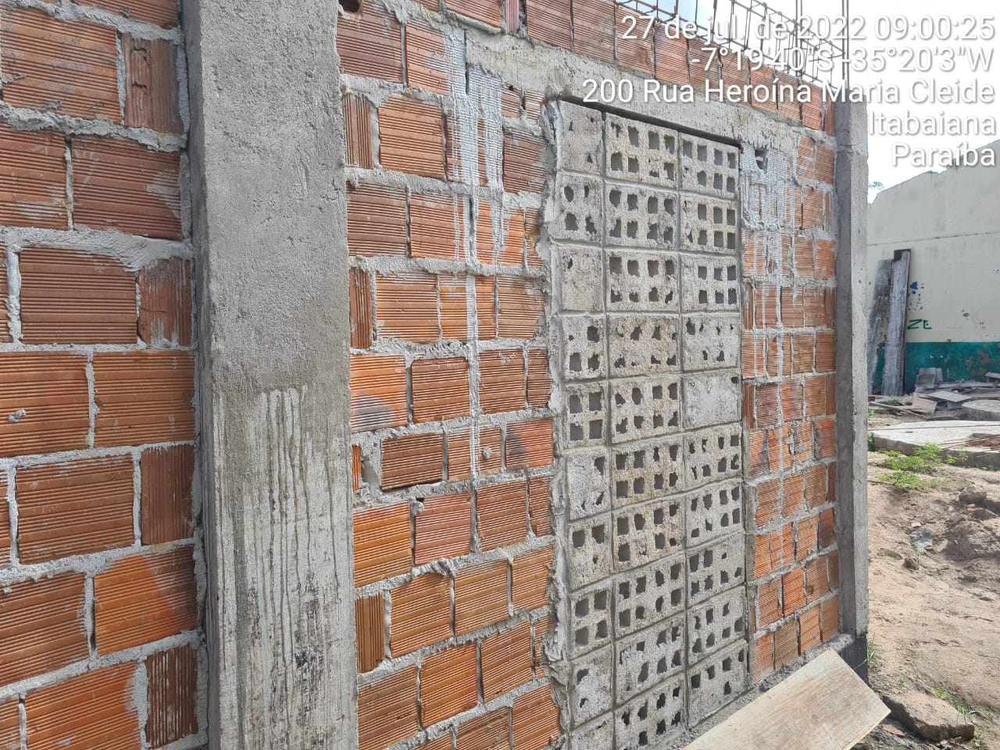 27 de jul. de 2022 09:00:25
-7°19'40"S -35°20'3"W
200 Rua Heroína Maria Cleide
Itabaiana
Paraíba
ZE